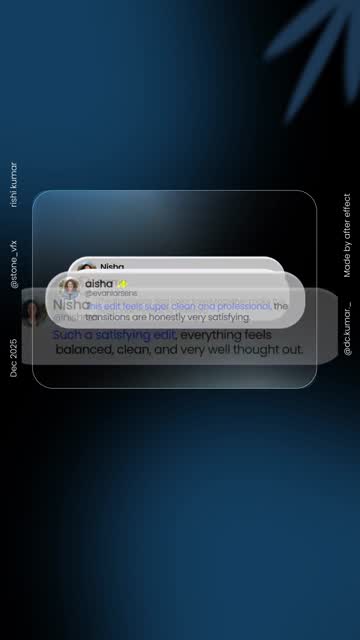 rishi kumar
@stone_vfx
Dec 2025
Made by after effect
@dc.kumar._
Nisha
aisha
@evanlarsens
This edit feels super clean and professional, the
transitions are honestly very satisfying.
Nisha
Such a satisfying edit, everything feels
balanced, clean, and very well thought out.